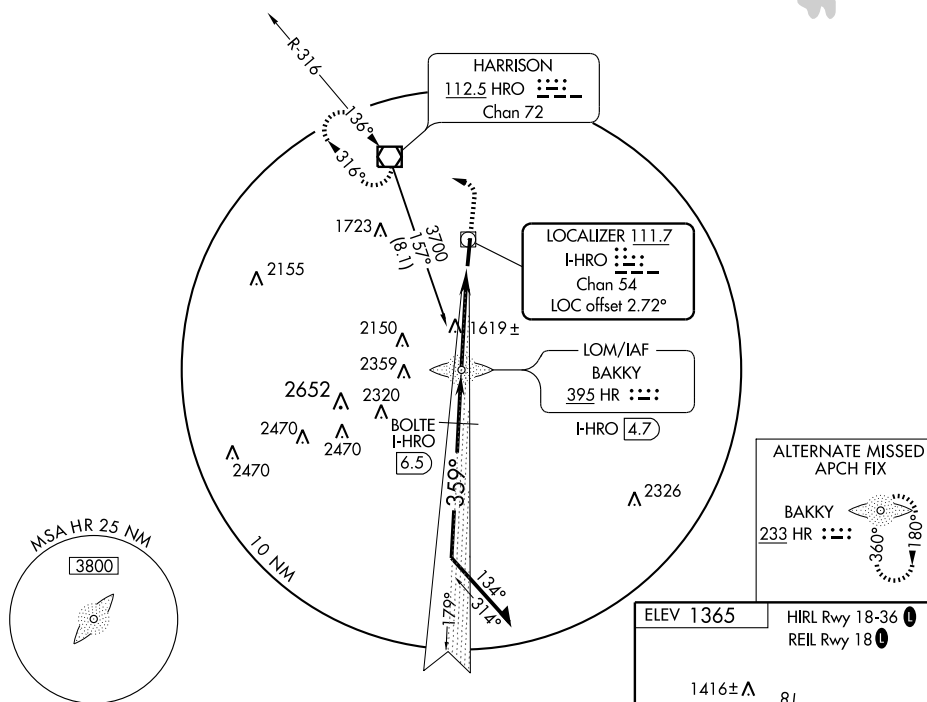 R-316
136°
316°
HARRISON
112.5 HRO
Chan 72
1723
3700
157°
(8.1)
2155
LOCALIZER 111.7
I-HRO
Chan 54
LOC offset 2.72°
2150
1619 ±
2359
LOM/IAF
BAKKY
395 HR
I-HRO 4.7
2652
2320
BOLTE
I-HRO
6.5
2470
2470
2470
359°
2326
ALTERNATE MISSED
APCH FIX
BAKKY
233 HR
360°
180°
MSA HR 25 NM
3800
10 NM
134°
314°
179°
ELEV 1365
HIRL Rwy 18-36 L
REIL Rwy 18 L
1416±